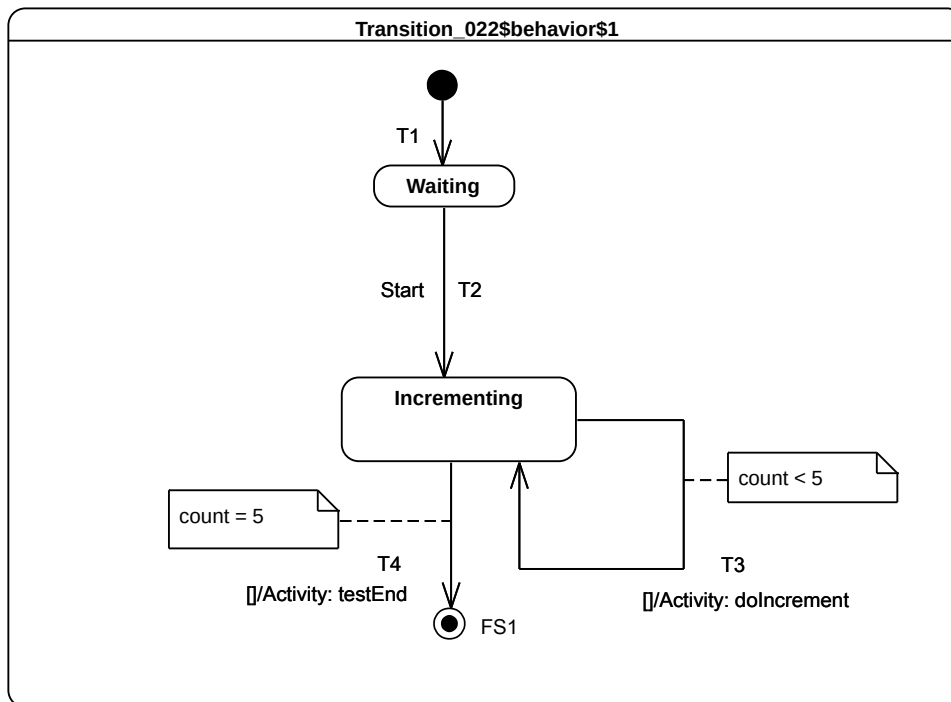 Transition_022$behavior$1
T1
Waiting
Start T2
Incrementing
count < 5
count = 5
T4
[]/Activity: testEnd
T3
[]/Activity: doIncrement
FS1